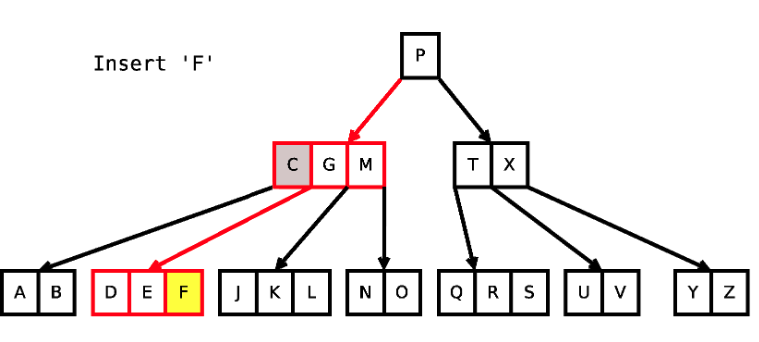 Insert 'F'
P
C G M
T X
A B
D E F
J K L
N O
Q R S
U V
Y Z